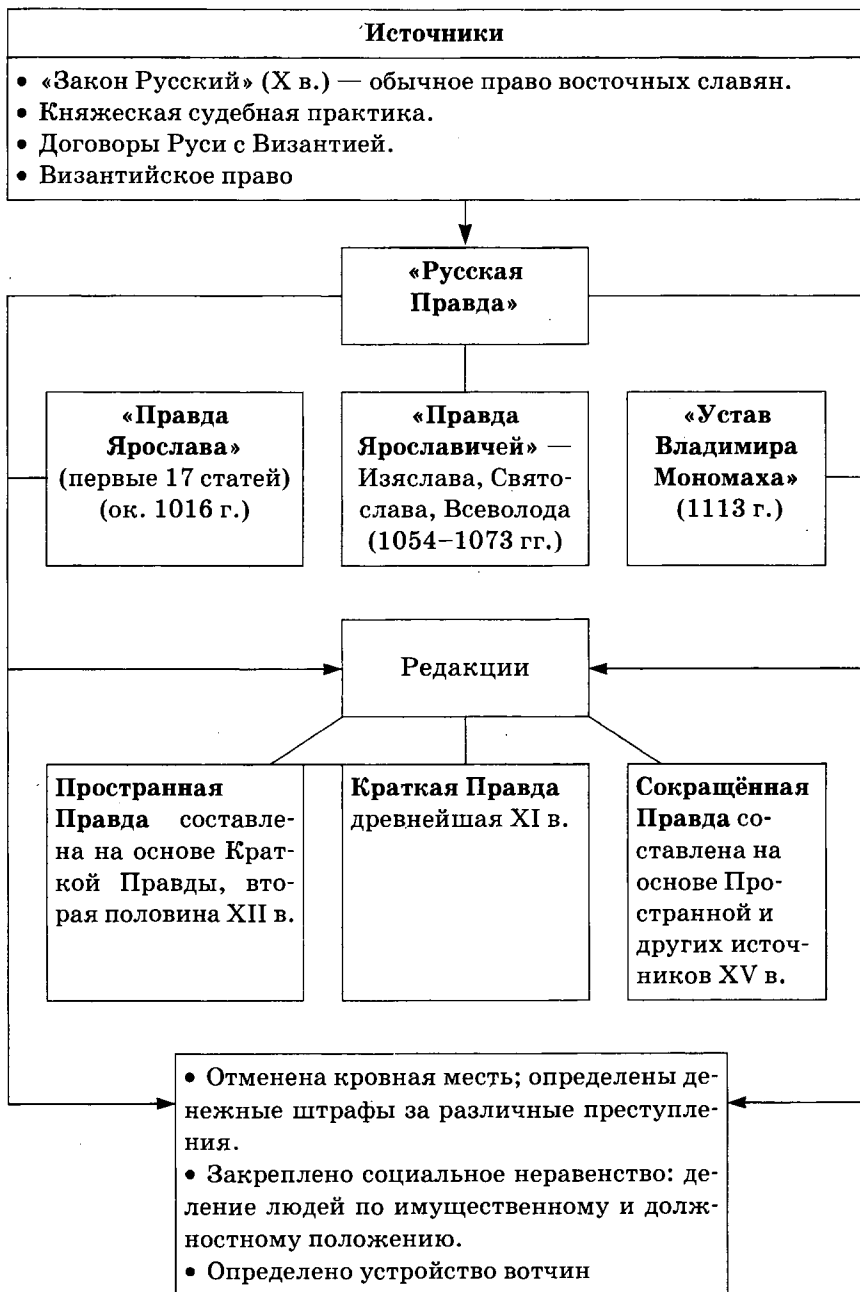 Источники
• «Закон Русский» (X в.) — обычное право восточных славян.
• Княжеская судебная практика.
• Договоры Руси с Византией.
• Византийское право
«Русская
Правда»
«Правда
Ярослава»
(первые 17 статей)
(ок. 1016 г.)
«Правда
Ярославичей» —
Изяслава, Свято-
слава, Всеволода
(1054–1073 гг.)
«Устав
Владимира
Мономаха»
(1113 г.)
Редакции
Пространная
Правда составле-
на на основе Крат-
кой Правды, вто-
рая половина XII в.
Краткая Правда
древнейшая XI в.
Сокращённая
Правда со-
ставлена на
основе Про-
странной и
других источ-
ников XV в.
• Отменена кровная месть; определены де-
нежные штрафы за различные преступле-
ния.
• Закреплено социальное неравенство: де-
ление людей по имущественному и долж-
ностному положению.
• Определено устройство вотчин